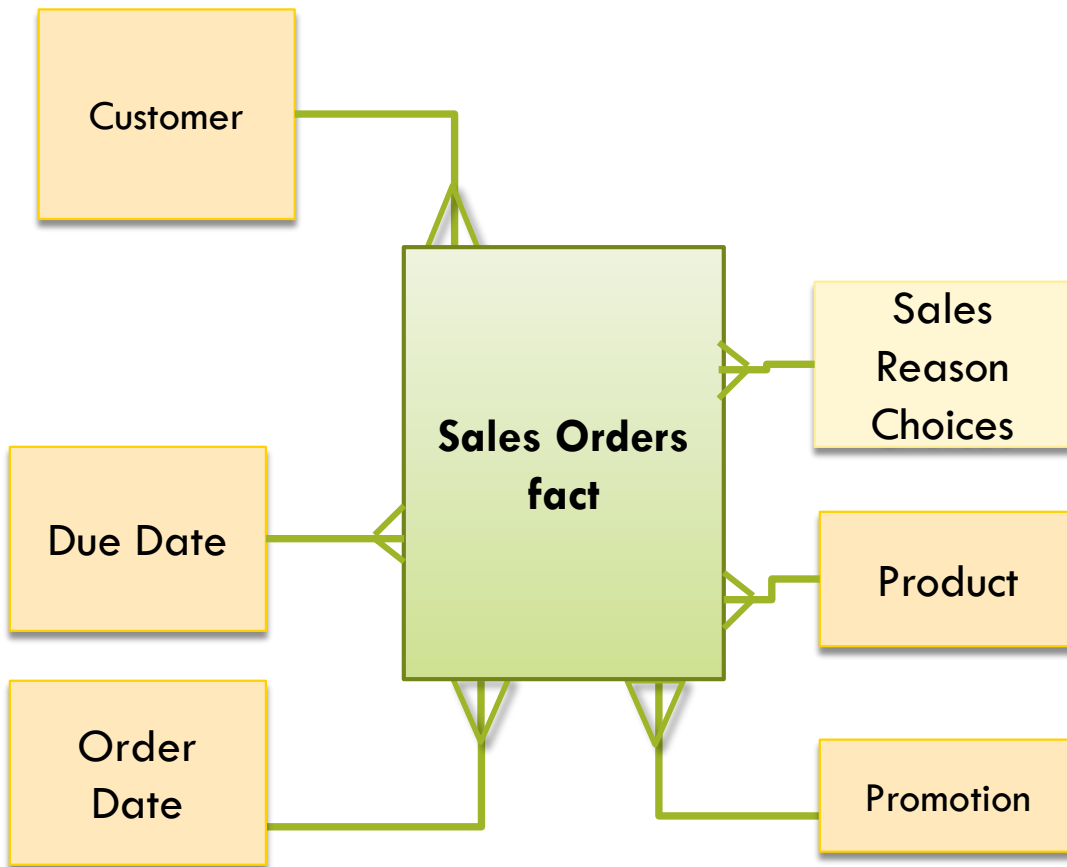 Customer
Sales
Reason
Choices
Sales Orders
fact
Due Date
Product
Order
Date
Promotion